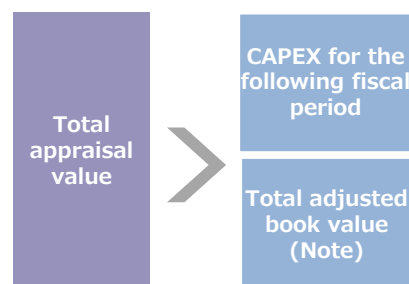 Total
appraisal
value
CAPEX for the
following fiscal
period
Total adjusted
book value
(Note)